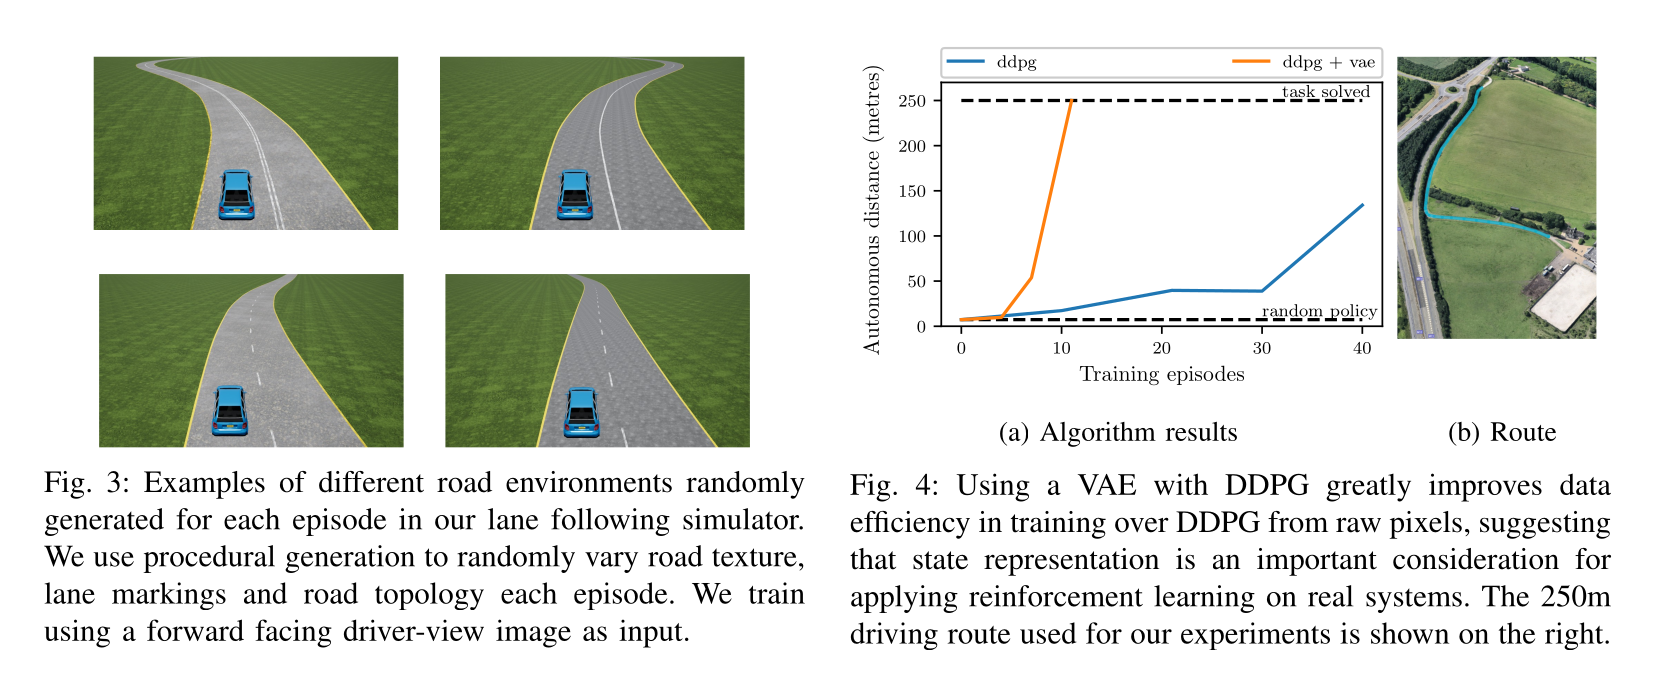 Fig. 3: Examples of different road environments randomly
generated for each episode in our lane following simulator.
We use procedural generation to randomly vary road texture,
lane markings and road topology each episode. We train
using a forward facing driver-view image as input.
ddpg
ddpg + vae
Autonomous distance (metres)
250
200
150
100
50
0
task solved
random policy
0 10 20 30 40
Training episodes
(a) Algorithm results
(b) Route
Fig. 4: Using a VAE with DDPG greatly improves data
efficiency in training over DDPG from raw pixels, suggesting
that state representation is an important consideration for
applying reinforcement learning on real systems. The 250m
driving route used for our experiments is shown on the right.